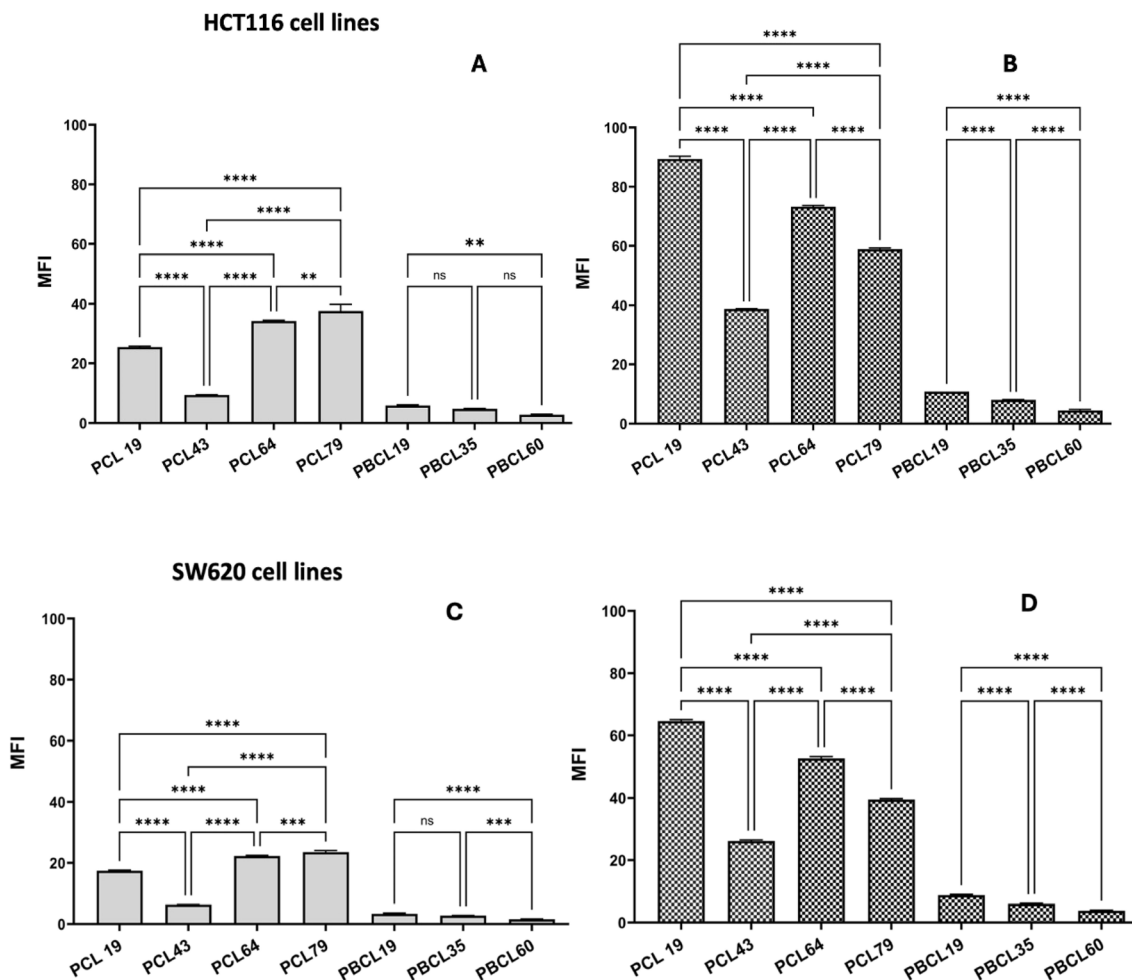 HCT116 cell lines
A
MFI
100
80
60
40
20
0
****
****
****
****
****
**
**
ns
ns
PCL 19
PCL43
PCL64
PCL79
PBCL19
PBCL35
PBCL60
B
MFI
100
80
60
40
20
0
****
****
****
****
****
****
****
****
****
PCL 19
PCL43
PCL64
PCL79
PBCL19
PBCL35
PBCL60
SW620 cell lines
C
MFI
100
80
60
40
20
0
****
****
****
****
****
***
****
ns
***
PCL 19
PCL43
PCL64
PCL79
PBCL19
PBCL35
PBCL60
D
MFI
100
80
60
40
20
0
****
****
****
****
****
****
****
****
****
PCL 19
PCL43
PCL64
PCL79
PBCL19
PBCL35
PBCL60